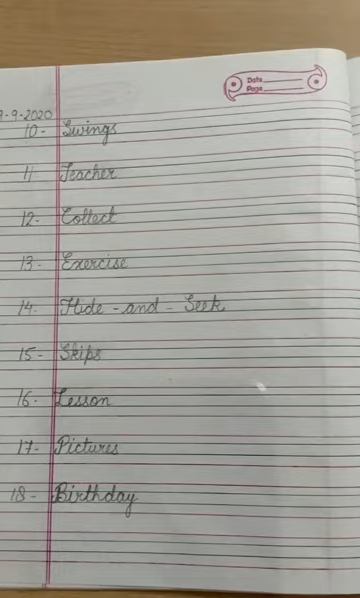 Date
Page
9-9-2020
10- Swings
11 Teacher
12- Collect
13- Exercise
14- Hide-and-Seek
15- Skips
16- Lesson
17- Pictures
18- Birthday